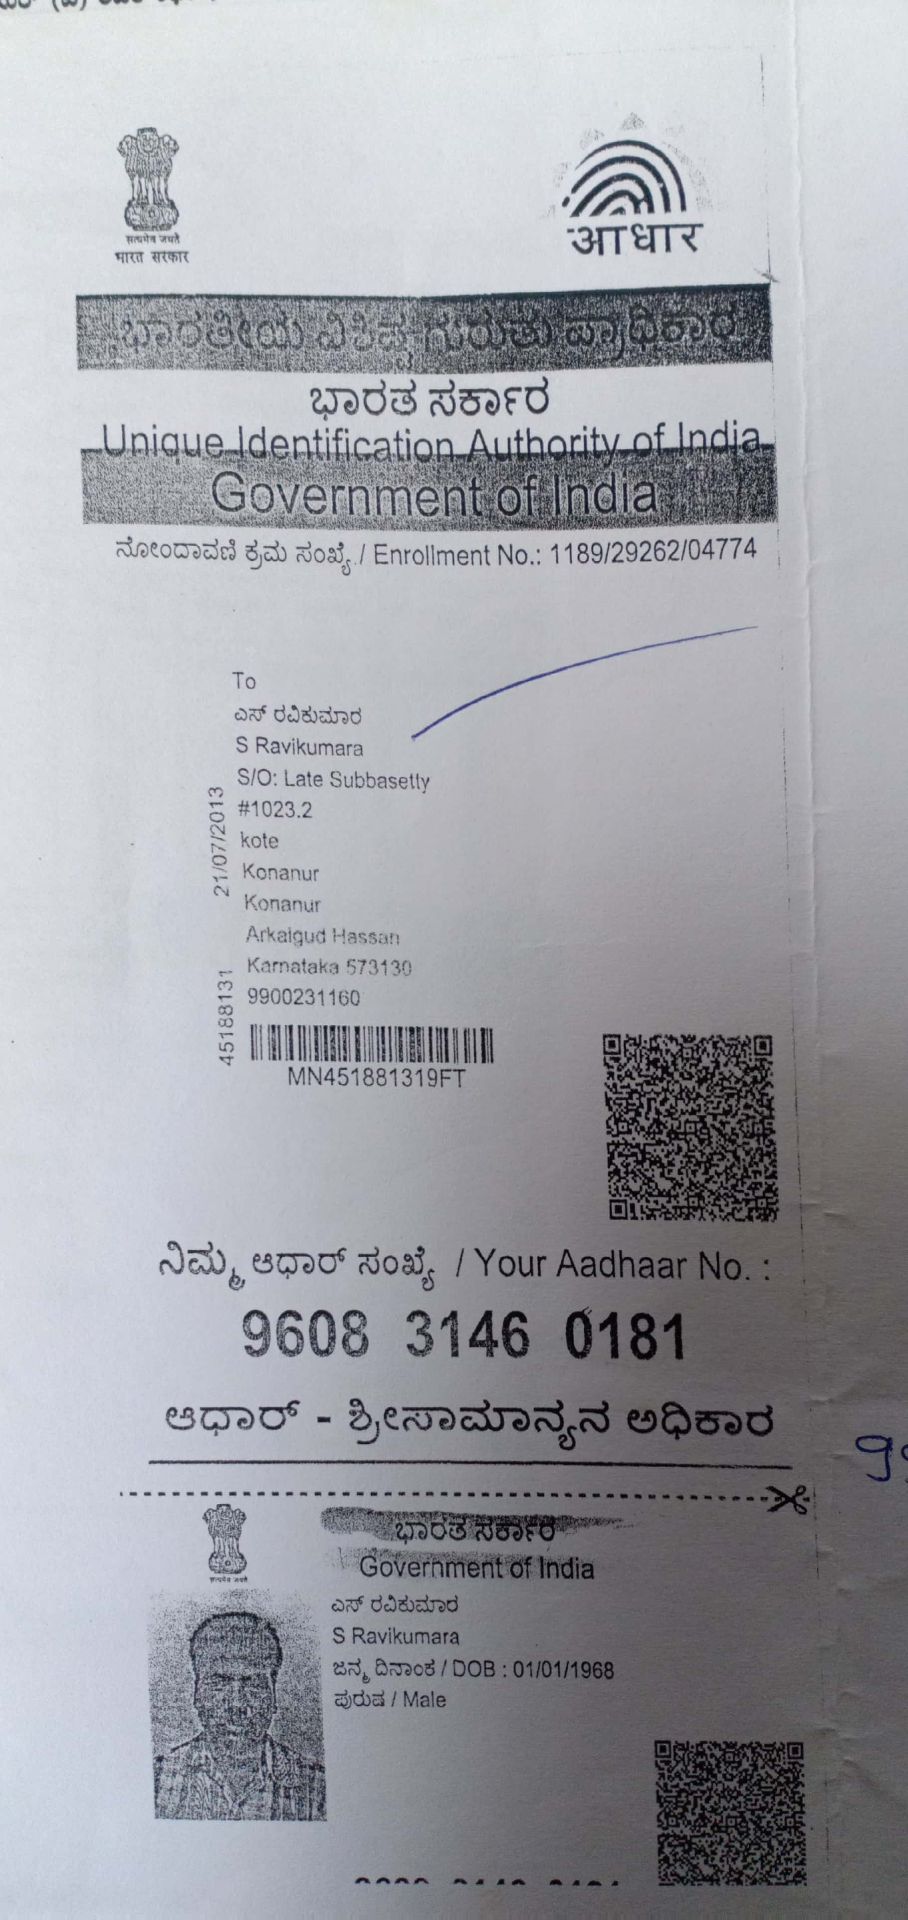 सत्यमेव जयते
भारत सरकार
आधार
ಭಾರತೀಯ ವಿಶಿಷ್ಟ ಗುರುತು ಪ್ರಾಧಿಕಾರ
ಭಾರತ ಸರ್ಕಾರ
Unique Identification Authority of India
Government of India
ನೋಂದಾವಣಿ ಕ್ರಮ ಸಂಖ್ಯೆ / Enrollment No.: 1189/29262/04774
To
ಎಸ್ ರವಿಕುಮಾರ
S Ravikumara
S/O: Late Subbasetty
#1023.2
kote
Konanur
Konanur
Arkalgud Hassan
Karnataka 573130
9900231160
21/07/2013
45188131
MN451881319FT
ನಿಮ್ಮ ಆಧಾರ್ ಸಂಖ್ಯೆ / Your Aadhaar No. :
9608 3146 0181
ಆಧಾರ್ - ಶ್ರೀಸಾಮಾನ್ಯನ ಅಧಿಕಾರ
ಭಾರತ ಸರ್ಕಾರ
Government of India
ಎಸ್ ರವಿಕುಮಾರ
S Ravikumara
ಜನ್ಮ ದಿನಾಂಕ / DOB : 01/01/1968
ಪುರುಷ / Male